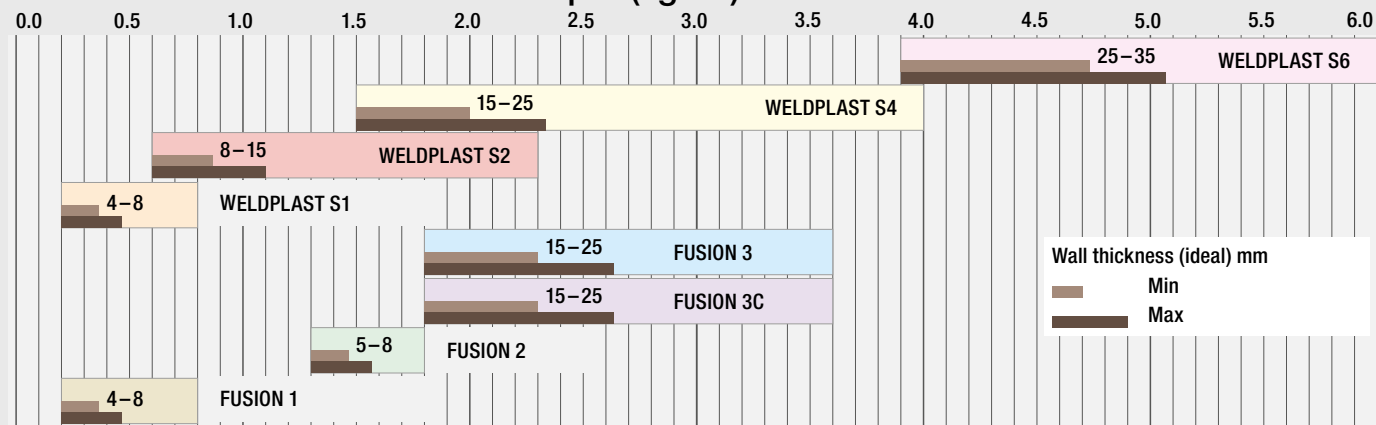 0.0 0.5 1.0 1.5 2.0 2.5 3.0 3.5 4.0 4.5 5.0 5.5 6.0
25–35 WELDPLAST S6
15–25 WELDPLAST S4
8–15 WELDPLAST S2
4–8 WELDPLAST S1
15–25 FUSION 3
15–25 FUSION 3C
5–8 FUSION 2
4–8 FUSION 1
Wall thickness (ideal) mm
Min
Max